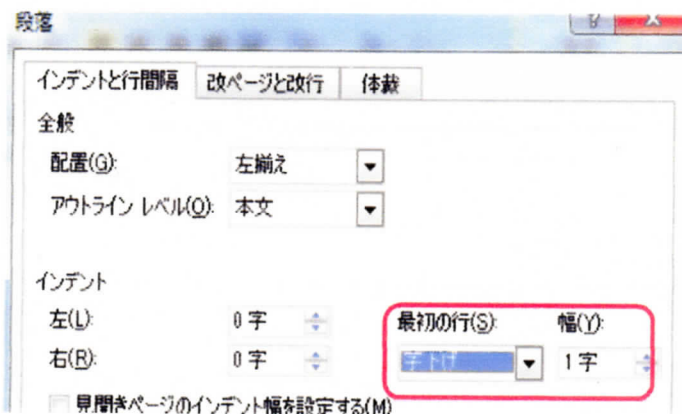 段落
インデントと行間隔 改ページと改行 体裁
全般
配置(G): 左揃え
アウトライン レベル(O): 本文
インデント
左(L): 0字 最初の行(S): 幅(Y):
右(R): 0字 字下げ 1字
見開きページのインデント幅を設定する(M)